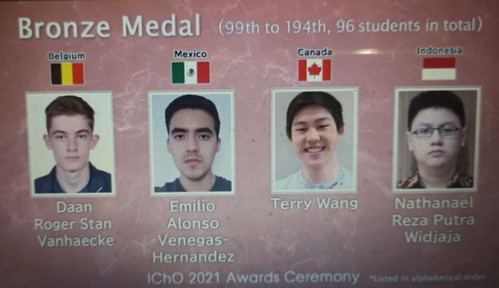 Bronze Medal (99th to 194th, 96 students in total)
Belgium
Mexico
Canada
Indonesia
Daan
Roger Stan
Vanhaecke
Emilio
Alonso
Venegas-
Hernandez
Terry Wang
Nathanael
Reza Putra
Widjaja
IChO 2021 Awards Ceremony *Listed in alphabetical order